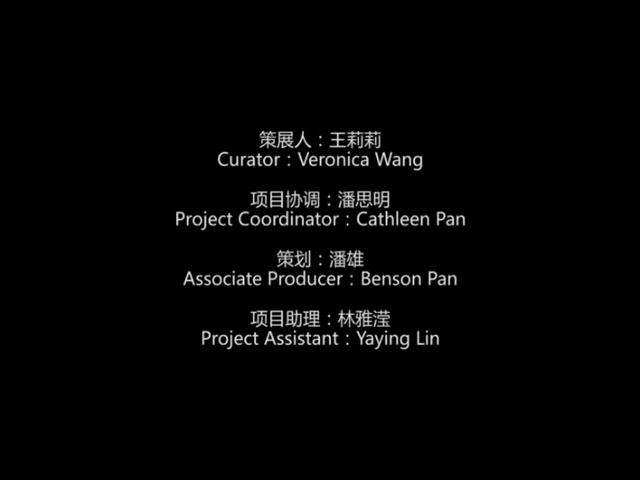 策展人：王莉莉
Curator：Veronica Wang
项目协调：潘思明
Project Coordinator：Cathleen Pan
策划：潘雄
Associate Producer：Benson Pan
项目助理：林雅滢
Project Assistant：Yaying Lin